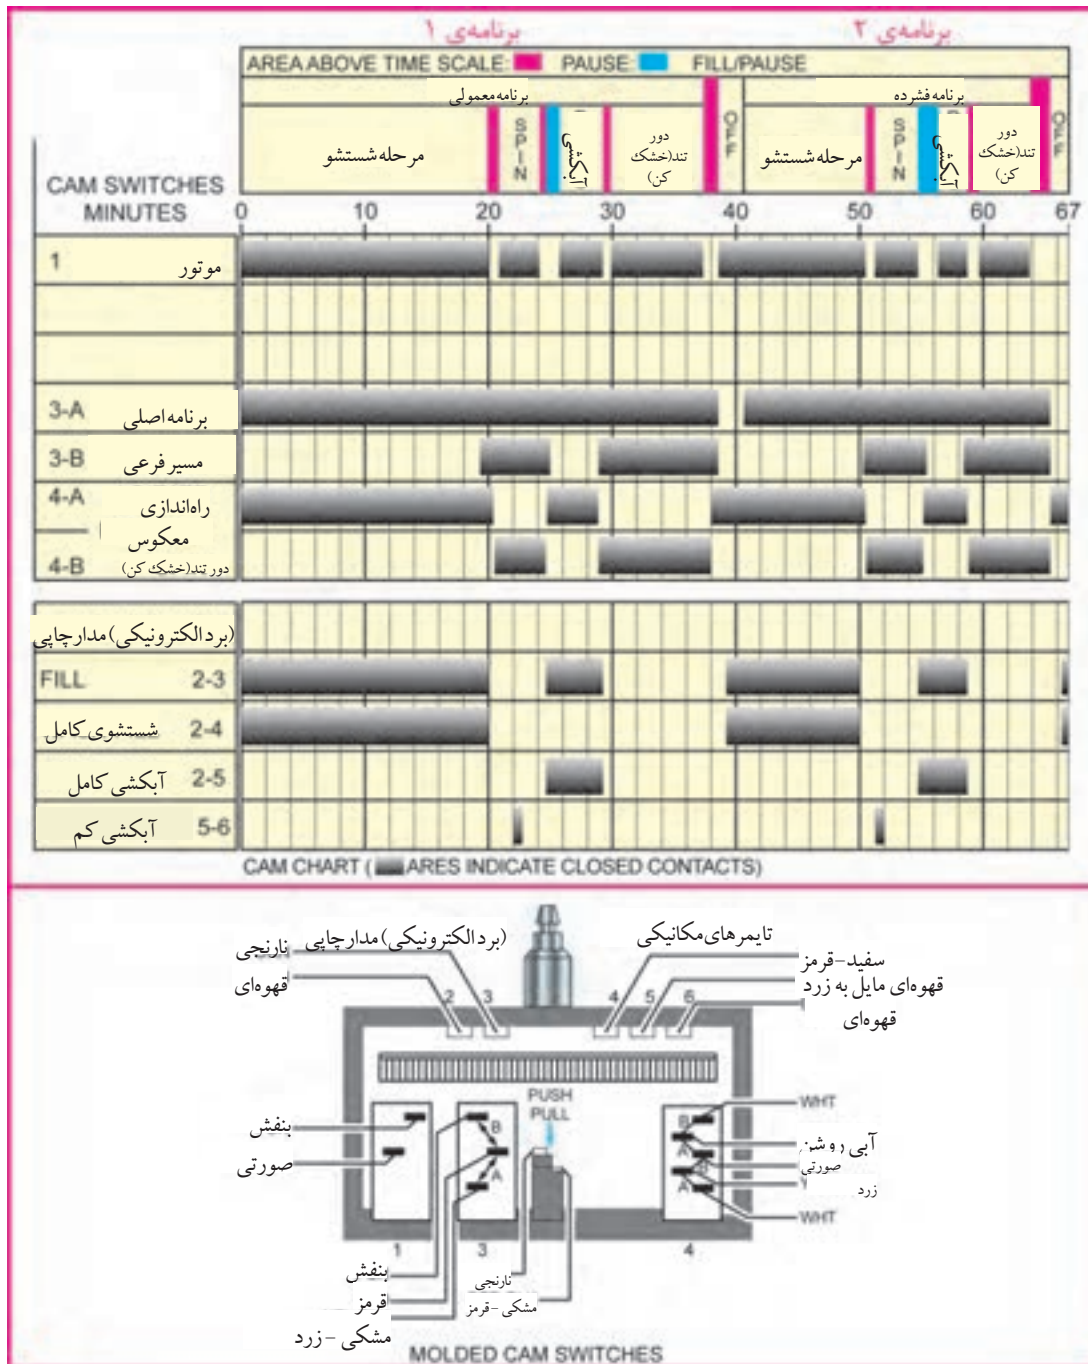 برنامه‌ی ۱
برنامه‌ی ۲
AREA ABOVE TIME SCALE: PAUSE: FILL/PAUSE
برنامه معمولی
برنامه فشرده
مرحله شستشو
SPIN
آبکشی
دور تند(خشک کن)
OFF
مرحله شستشو
SPIN
آبکشی
دور تند(خشک کن)
OFF
CAM SWITCHES
MINUTES
0 10 20 30 40 50 60 67
1 موتور
3-A برنامه اصلی
3-B مسیر فرعی
4-A راه‌اندازی
معکوس
4-B دور تند(خشک کن)
(برد الکترونیکی) مدار چاپی
FILL 2-3
شستشوی کامل 2-4
آبکشی کامل 2-5
آبکشی کم 5-6
CAM CHART ( ARES INDICATE CLOSED CONTACTS)
(برد الکترونیکی) مدار چاپی
تایمرهای مکانیکی
نارنجی
قهوه‌ای
سفید-قرمز
قهوه‌ای مایل به زرد
قهوه‌ای
2 3 4 5 6
PUSH
PULL
بنفش
صورتی
B
A
B
A
B
A
WHT
آبی روشن
صورتی
زرد
WHT
1 3 4
بنفش
قرمز
مشکی - زرد
نارنجی
مشکی - قرمز
MOLDED CAM SWITCHES